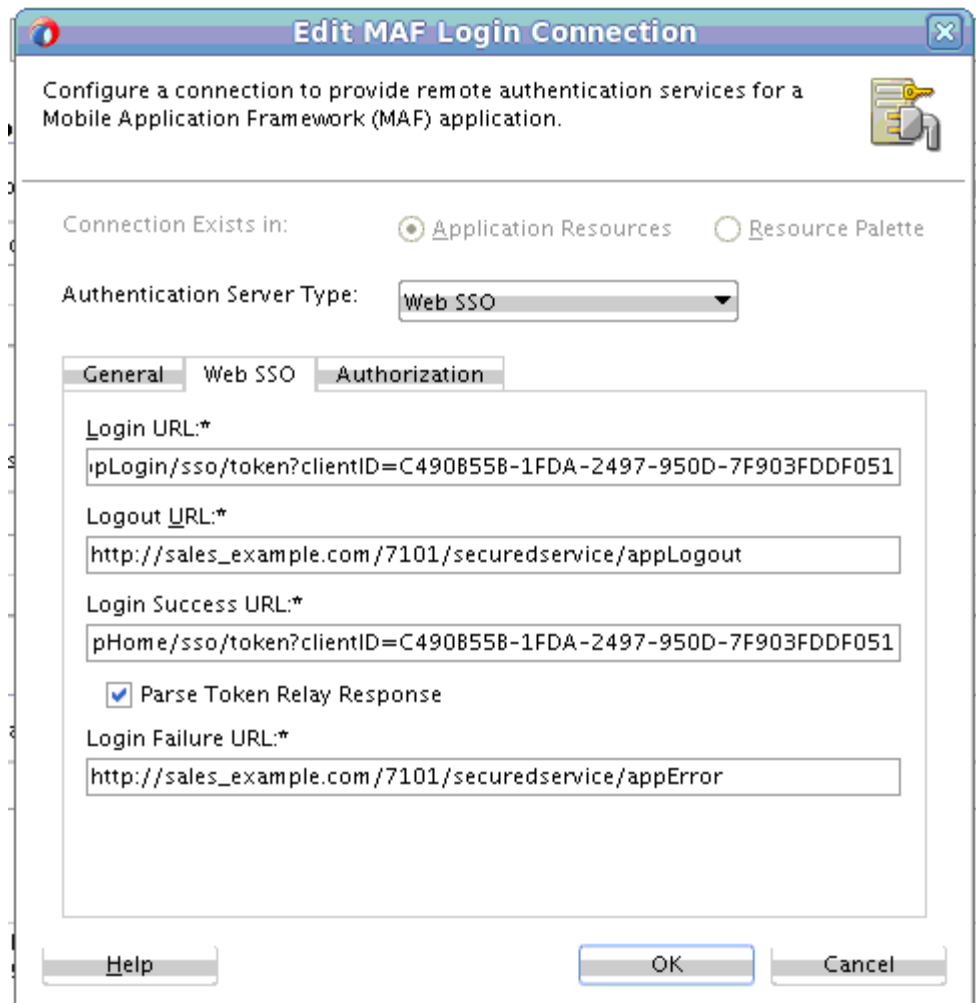 Edit MAF Login Connection
Configure a connection to provide remote authentication services for a
Mobile Application Framework (MAF) application.
Connection Exists in: Application Resources Resource Palette
Authentication Server Type: Web SSO
General Web SSO Authorization
Login URL:*
pLogin/sso/token?clientID=C490B55B-1FDA-2497-950D-7F903FDDF051
Logout URL:*
http://sales_example.com/7101/securedservice/appLogout
Login Success URL:*
pHome/sso/token?clientID=C490B55B-1FDA-2497-950D-7F903FDDF051
Parse Token Relay Response
Login Failure URL:*
http://sales_example.com/7101/securedservice/appError
Help OK Cancel